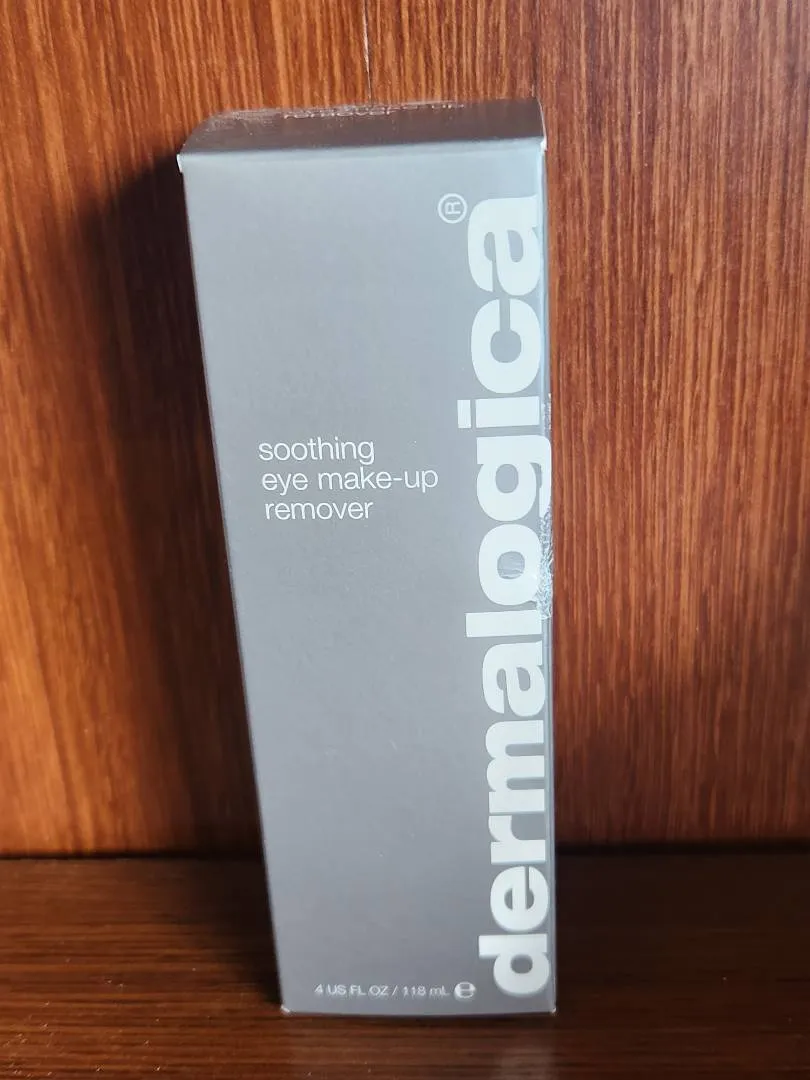 dermalogica®
soothing
eye make-up
remover
4 US FL OZ / 118 mL ℮